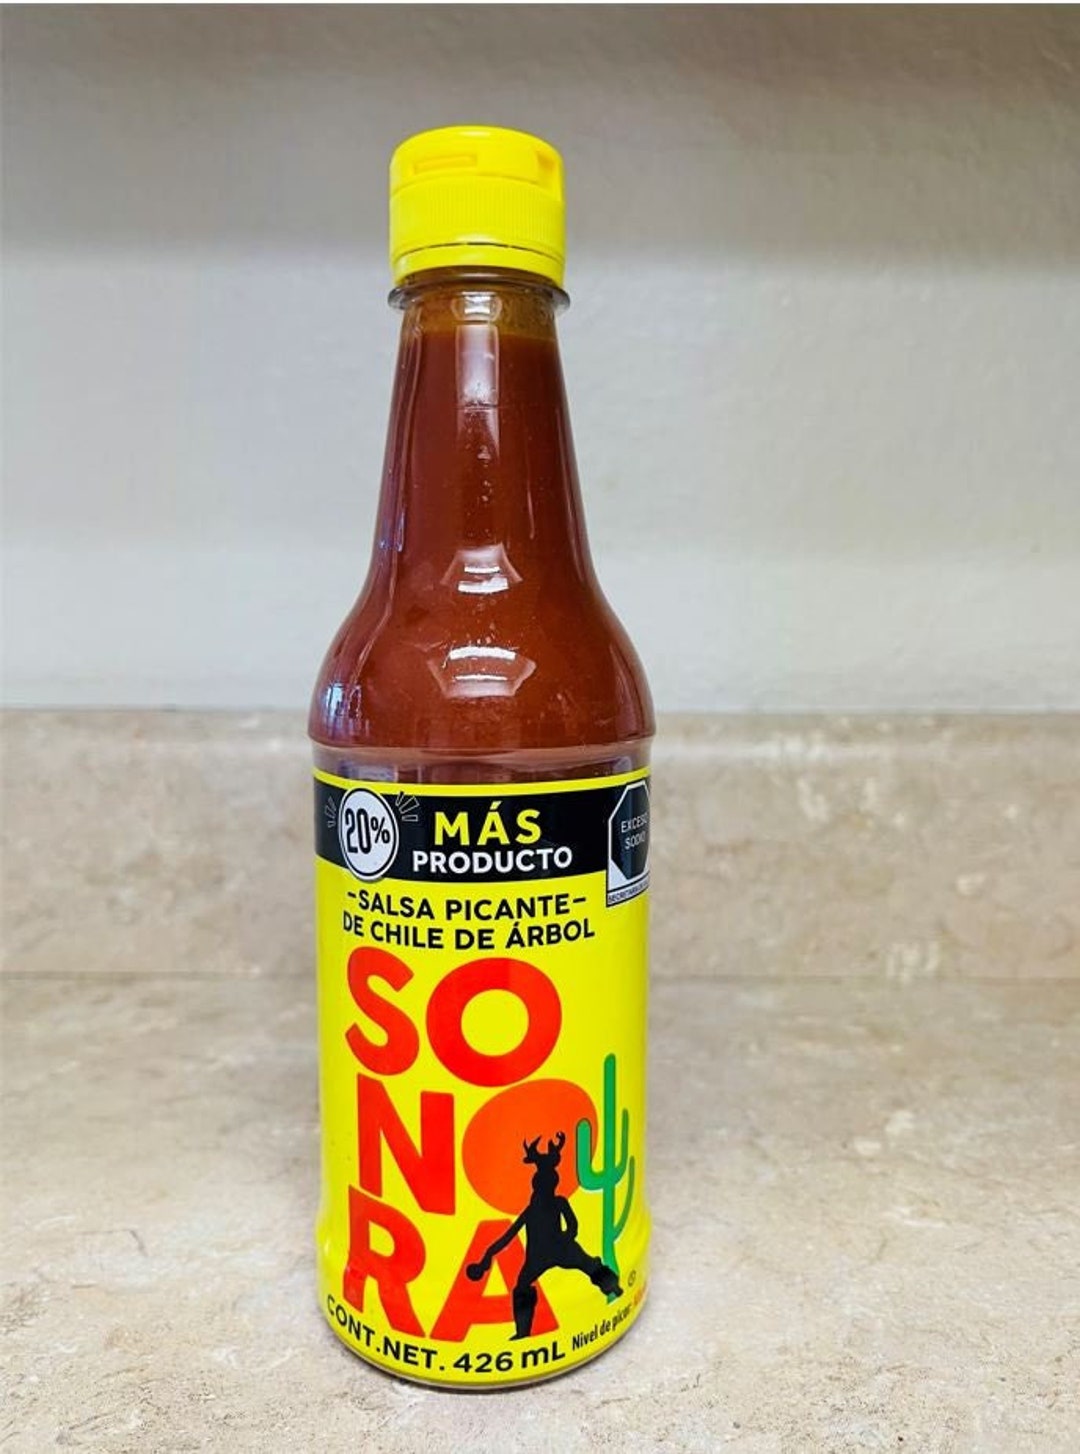 20% MÁS
PRODUCTO
EXCESO
SODIO
-SALSA PICANTE-
DE CHILE DE ÁRBOL
SO
NO
RA
®
CONT.NET. 426 mL
Nivel de picor: